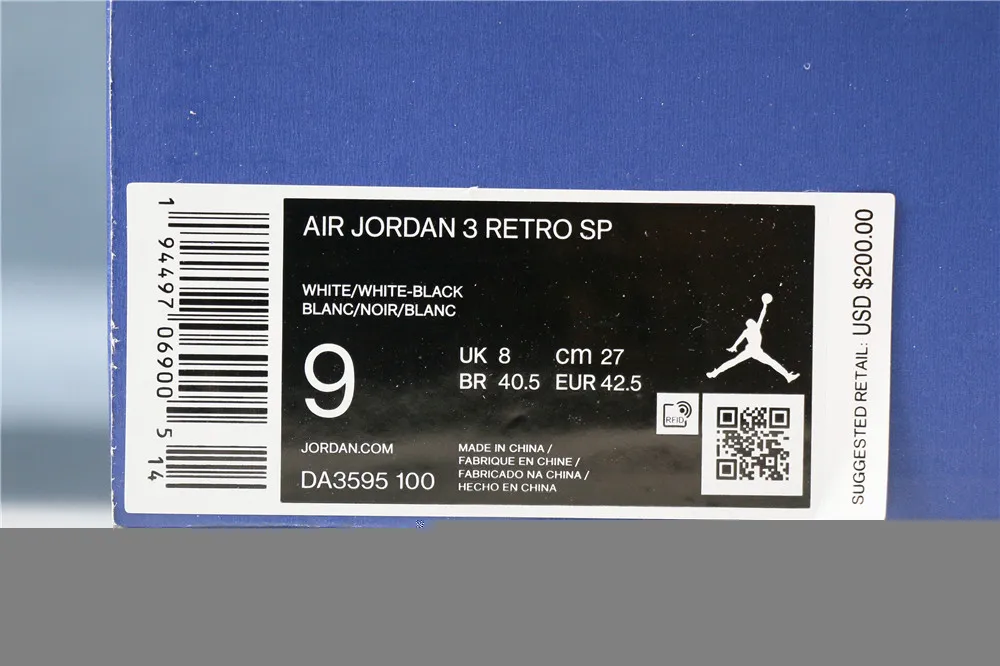 AIR JORDAN 3 RETRO SP
WHITE/WHITE-BLACK
BLANC/NOIR/BLANC
9
UK 8 cm 27
BR 40.5 EUR 42.5
RFID
JORDAN.COM
DA3595 100
MADE IN CHINA /
FABRIQUE EN CHINE /
FABRICADO NA CHINA /
HECHO EN CHINA
1 94497 06900 5 14
SUGGESTED RETAIL: USD $200.00